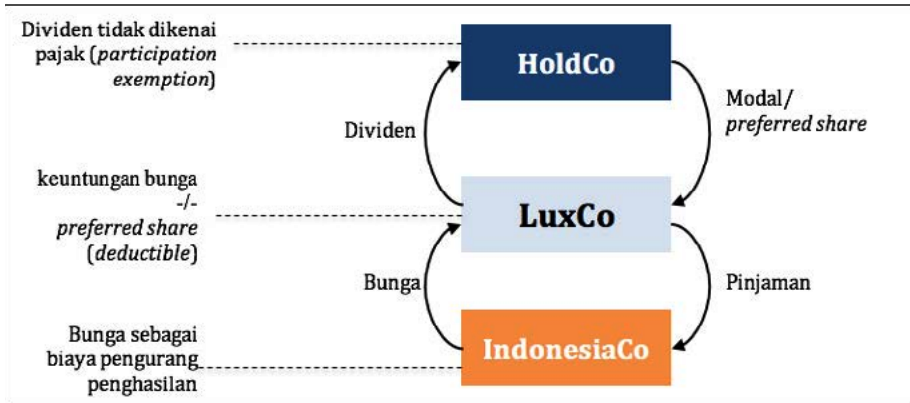 Dividen tidak dikenai
pajak (participation
exemption)
HoldCo
Dividen
Modal/
preferred share
keuntungan bunga
-/-
preferred share
(deductible)
LuxCo
Bunga
Pinjaman
Bunga sebagai
biaya pengurang
penghasilan
IndonesiaCo